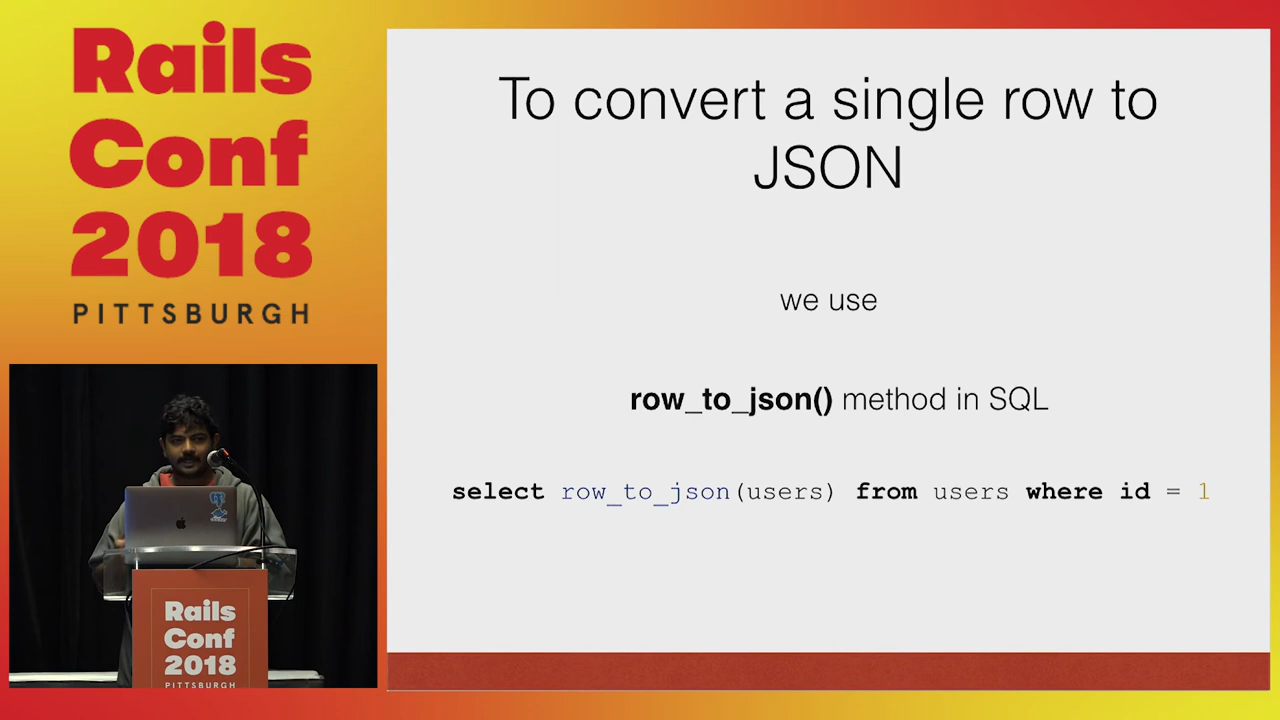 Rails
Conf
2018
PITTSBURGH
To convert a single row to
JSON
we use
row_to_json() method in SQL
select row_to_json(users) from users where id = 1
Rails
Conf
2018
PITTSBURGH